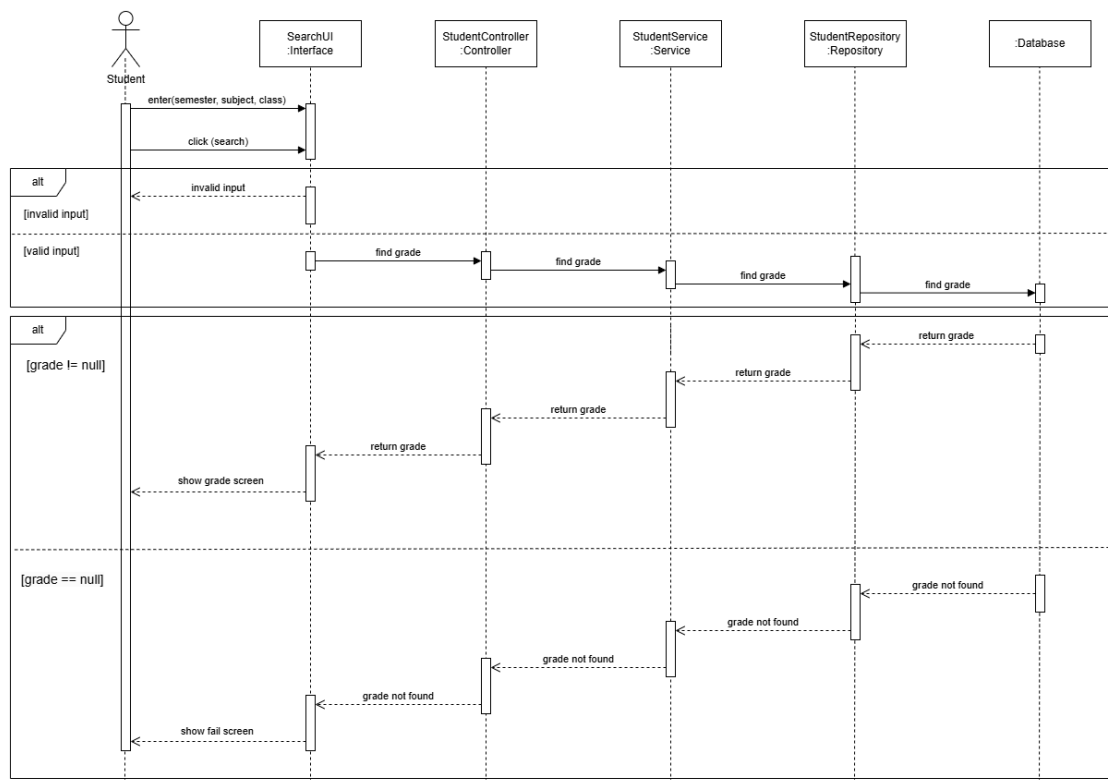 SearchUI
:Interface
StudentController
:Controller
StudentService
:Service
StudentRepository
:Repository
:Database
Student
enter(semester, subject, class)
click (search)
alt
invalid input
[invalid input]
[valid input]
find grade
find grade
find grade
find grade
alt
return grade
[grade != null]
return grade
return grade
return grade
show grade screen
[grade == null]
grade not found
grade not found
grade not found
grade not found
show fail screen